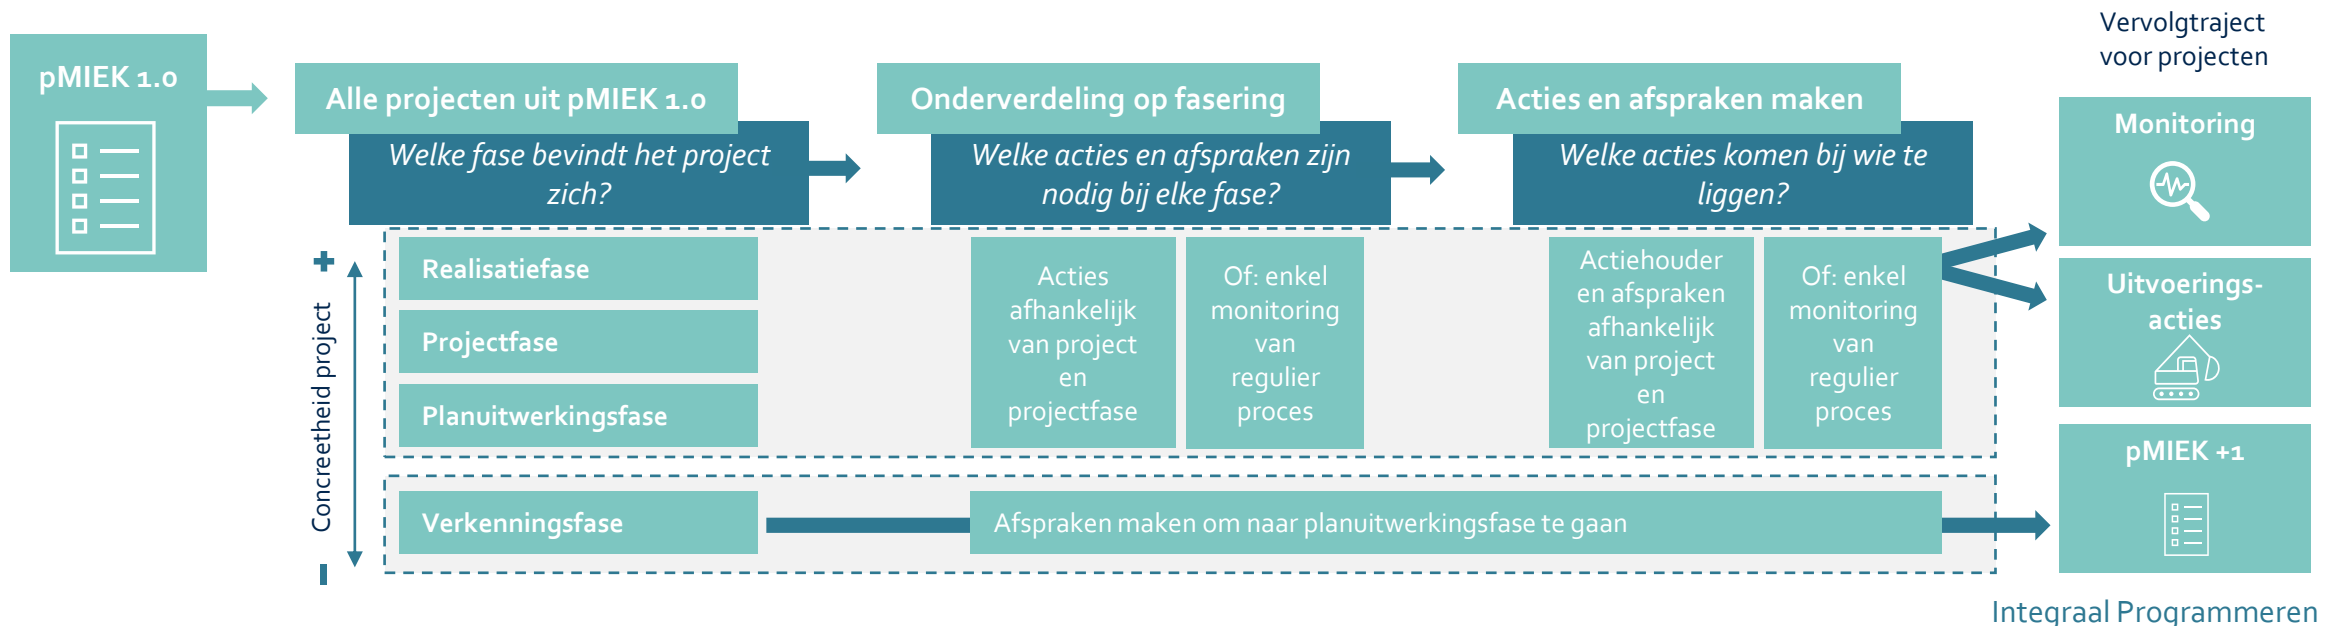 Vervolgtraject
voor projecten
pMIEK 1.0
Alle projecten uit pMIEK 1.0
Welke fase bevindt het project
zich?
Onderverdeling op fasering
Welke acties en afspraken zijn
nodig bij elke fase?
Acties en afspraken maken
Welke acties komen bij wie te
liggen?
+
Concreetheid project
-
Realisatiefase
Projectfase
Planuitwerkingsfase
Acties
afhankelijk
van project
en
projectfase
Of: enkel
monitoring
van
regulier
proces
Actiehouder
en afspraken
afhankelijk
van project
en
projectfase
Of: enkel
monitoring
van
regulier
proces
Verkenningsfase
Afspraken maken om naar planuitwerkingsfase te gaan
Monitoring
Uitvoerings-
acties
pMIEK +1
Integraal Programmeren